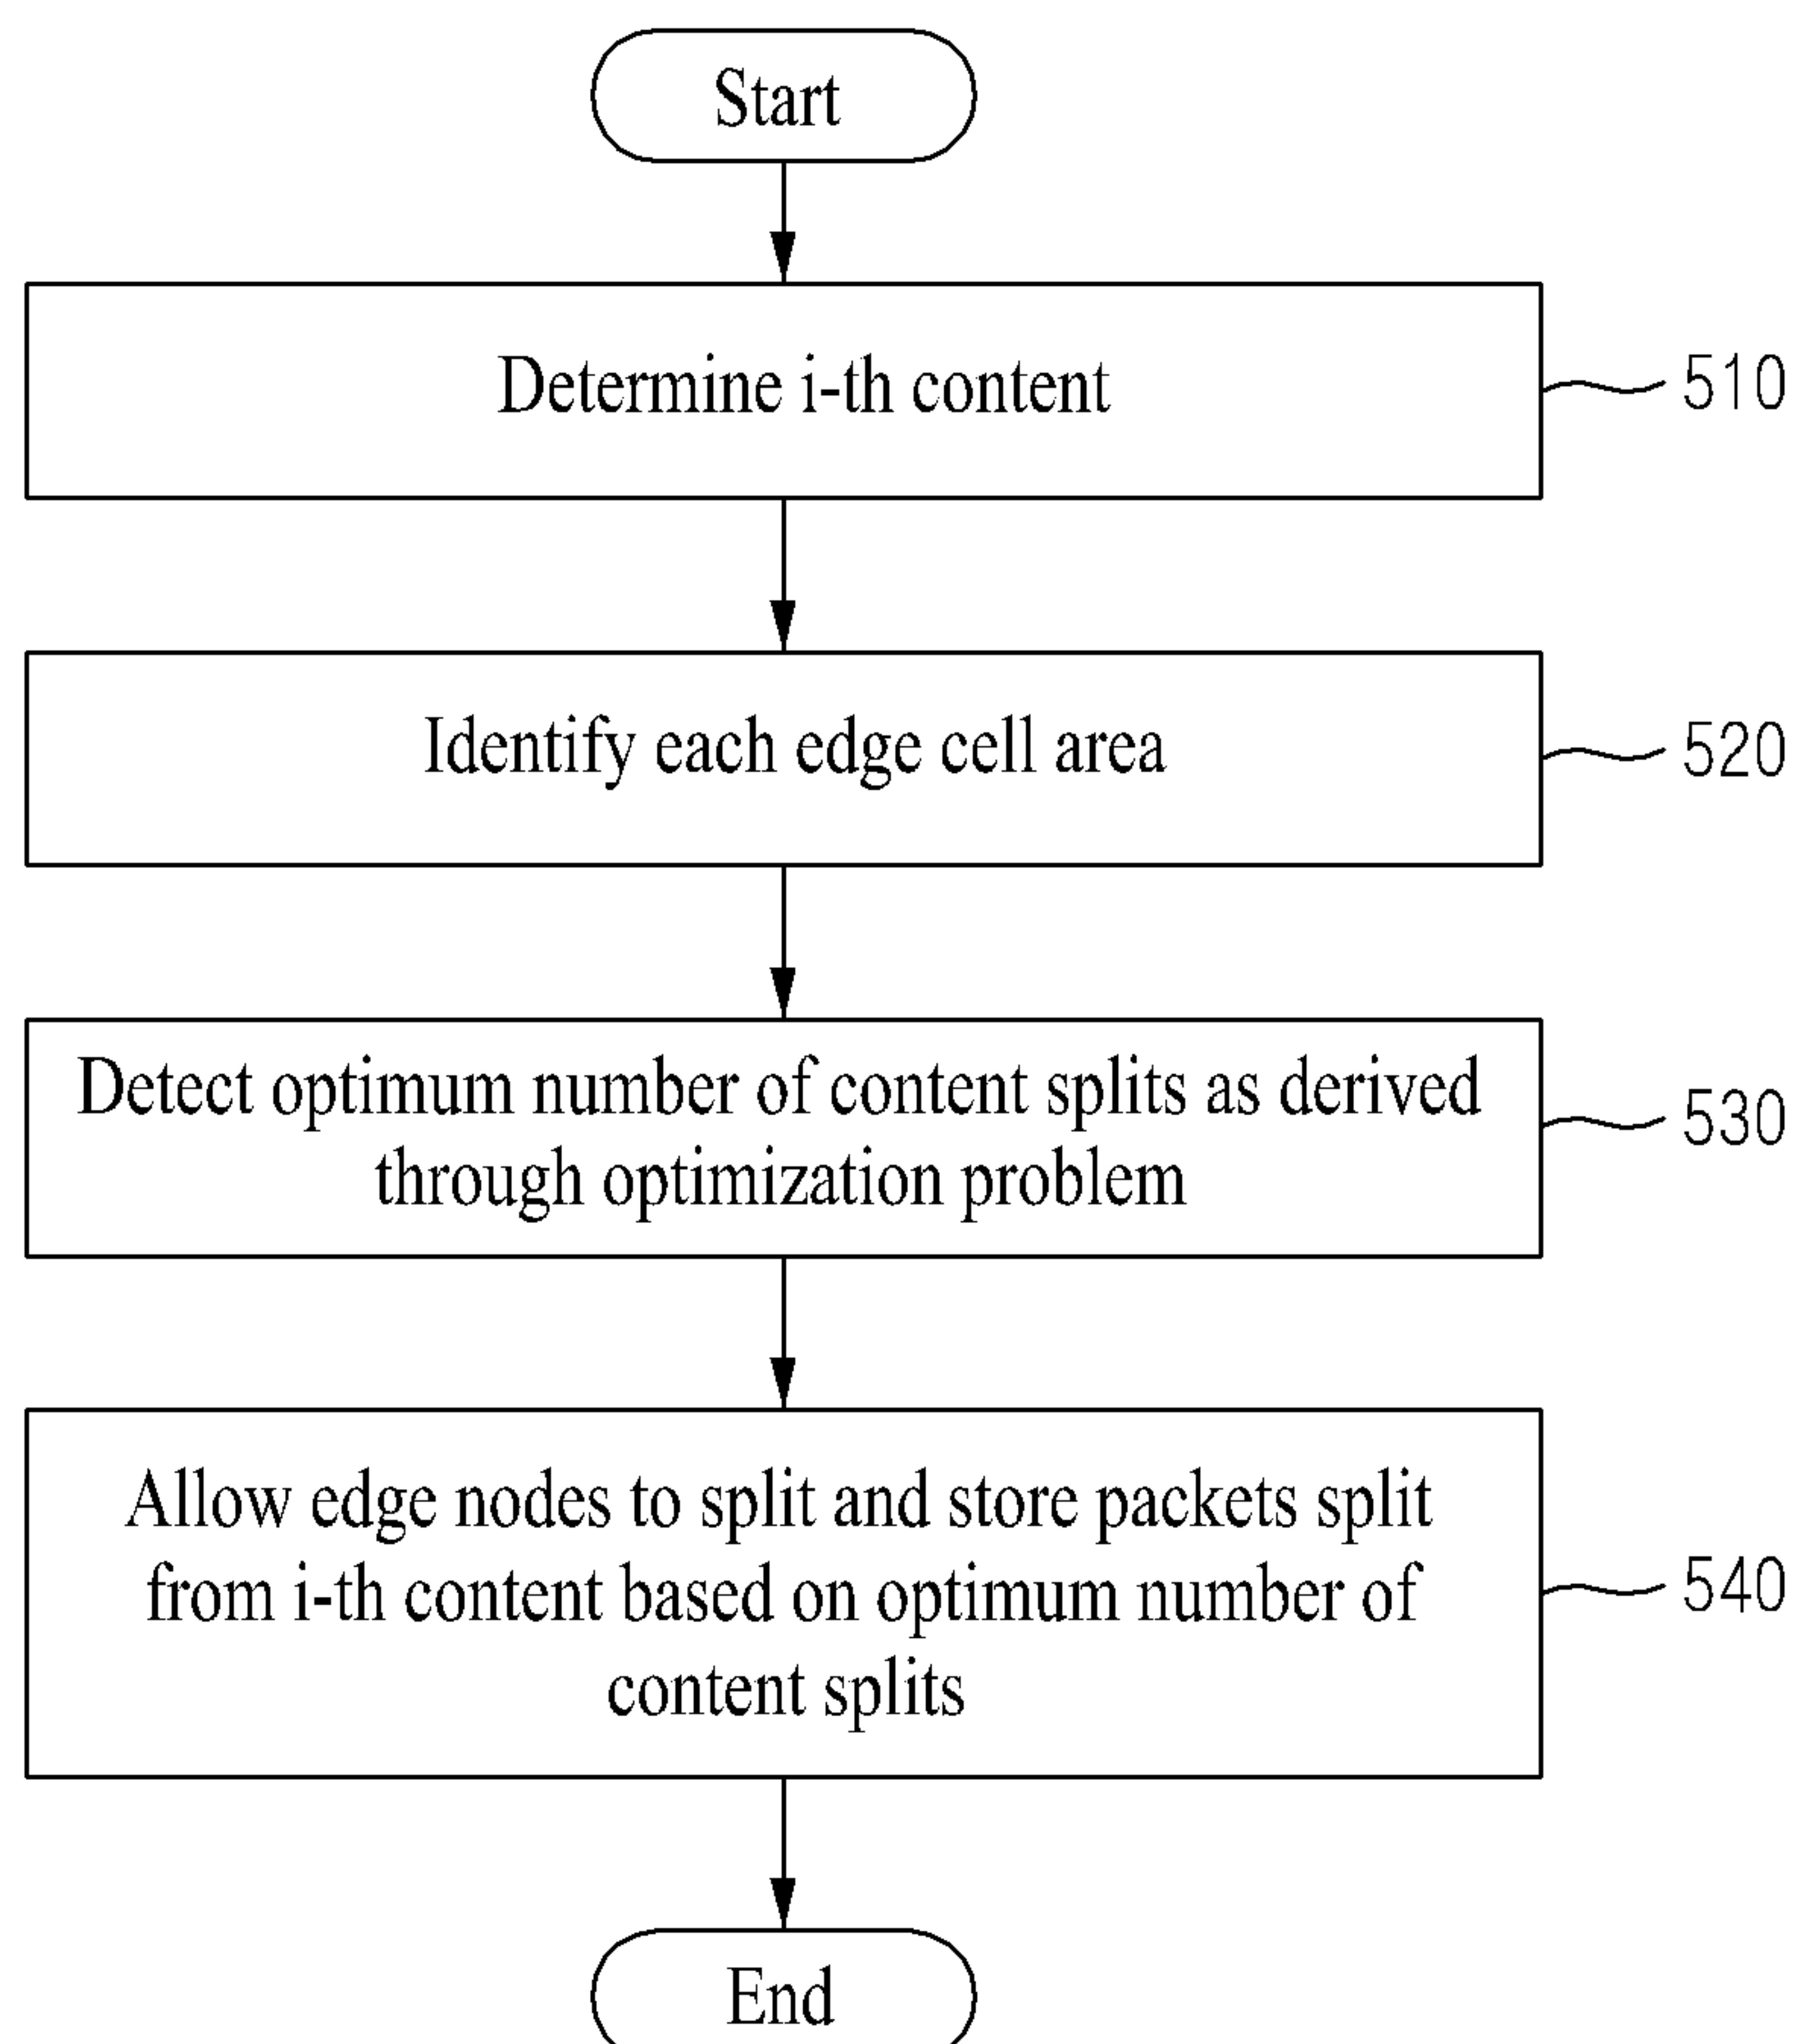 Start
Determine i-th content
510
Identify each edge cell area
520
Detect optimum number of content splits as derived
through optimization problem
530
Allow edge nodes to split and store packets split
from i-th content based on optimum number of
content splits
540
End